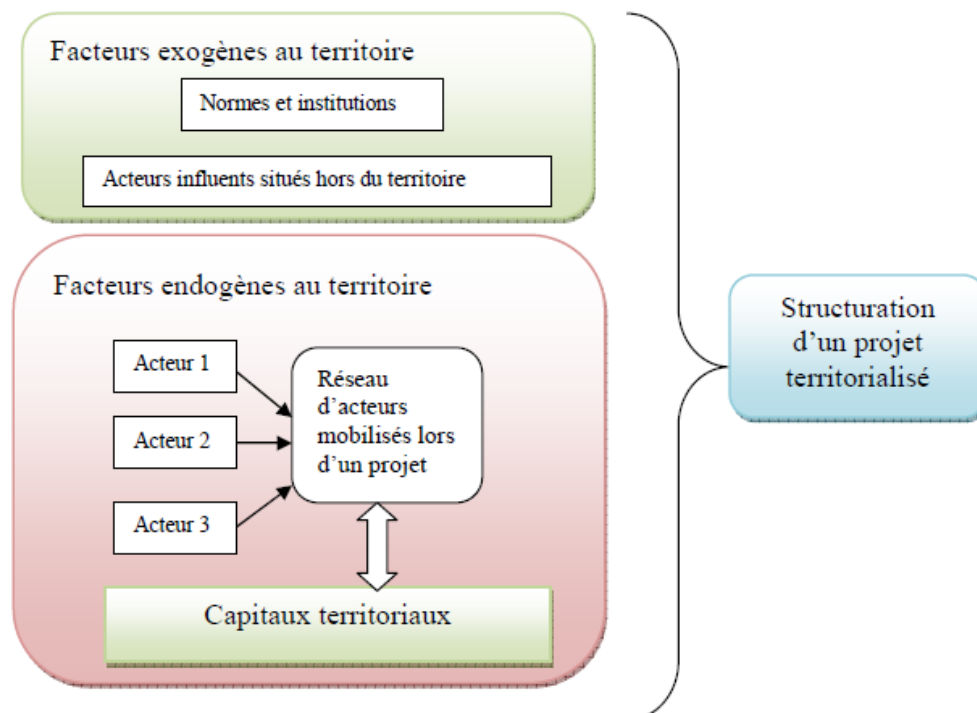 Facteurs exogènes au territoire
Normes et institutions
Acteurs influents situés hors du territoire
Facteurs endogènes au territoire
Acteur 1
Acteur 2
Acteur 3
Réseau
d’acteurs
mobilisés lors
d’un projet
Capitaux territoriaux
Structuration
d’un projet
territorialisé